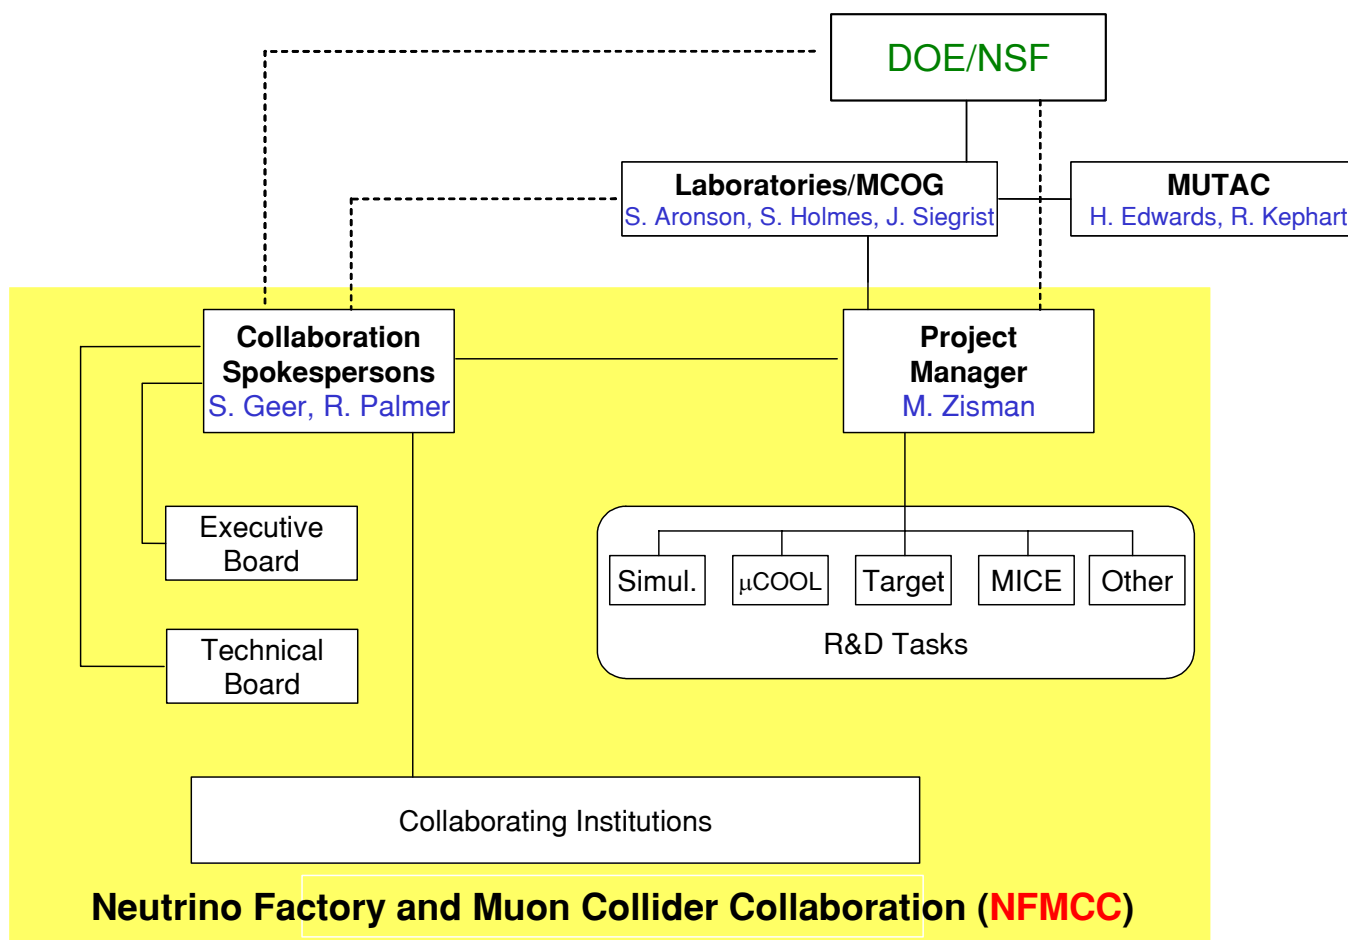 DOE/NSF
Laboratories/MCOG
S. Aronson, S. Holmes, J. Siegrist
MUTAC
H. Edwards, R. Kephart
Collaboration
Spokespersons
S. Geer, R. Palmer
Project
Manager
M. Zisman
Executive
Board
Simul.
μCOOL
Target
MICE
Other
R&D Tasks
Technical
Board
Collaborating Institutions
Neutrino Factory and Muon Collider Collaboration (NFMCC)